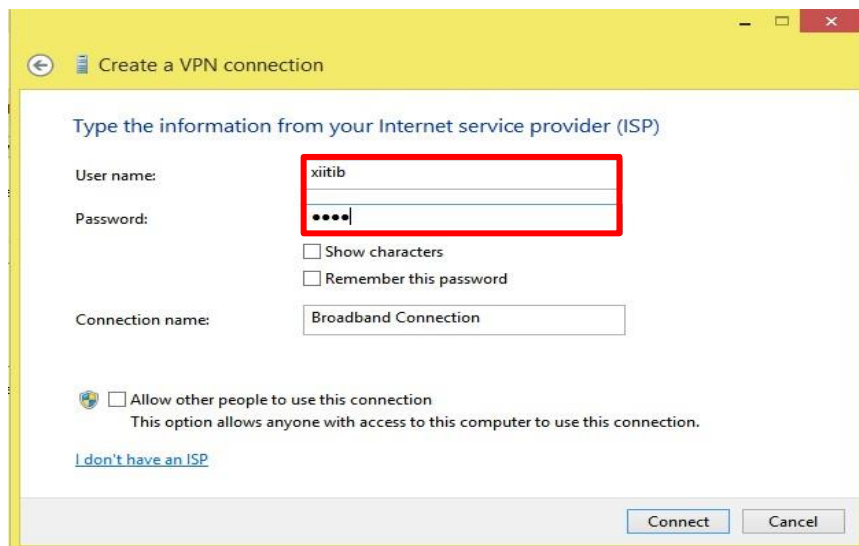 Create a VPN connection
Type the information from your Internet service provider (ISP)
User name: xiitib
Password: ●●●●
Show characters
Remember this password
Connection name: Broadband Connection
Allow other people to use this connection
This option allows anyone with access to this computer to use this connection.
I don't have an ISP
Connect Cancel